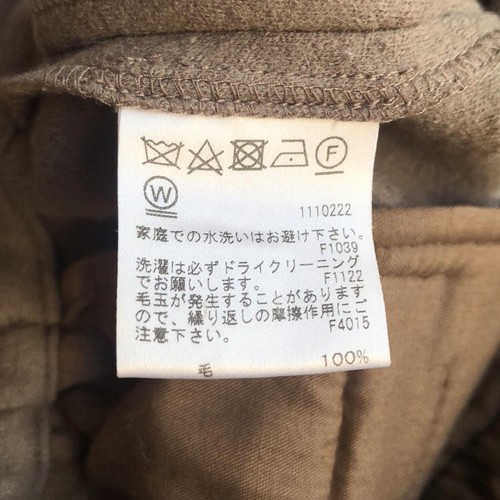 F
W
1110222
家庭での水洗いはお避け下さい。
F1039
洗濯は必ずドライクリーニング
でお願いします。 F1122
毛玉が発生することがあります
ので、繰り返しの摩擦作用にご
注意下さい。 F4015
毛 100%